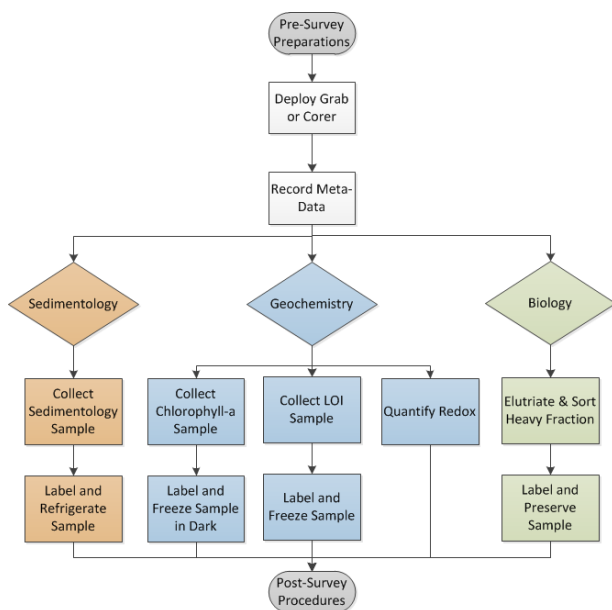 Pre-Survey
Preparations
Deploy Grab
or Corer
Record Meta-
Data
Sedimentology
Geochemistry
Biology
Collect
Sedimentology
Sample
Collect
Chlorophyll-a
Sample
Collect LOI
Sample
Quantify Redox
Elutriate & Sort
Heavy Fraction
Label and
Refrigerate
Sample
Label and
Freeze Sample
in Dark
Label and
Freeze Sample
Label and
Preserve
Sample
Post-Survey
Procedures